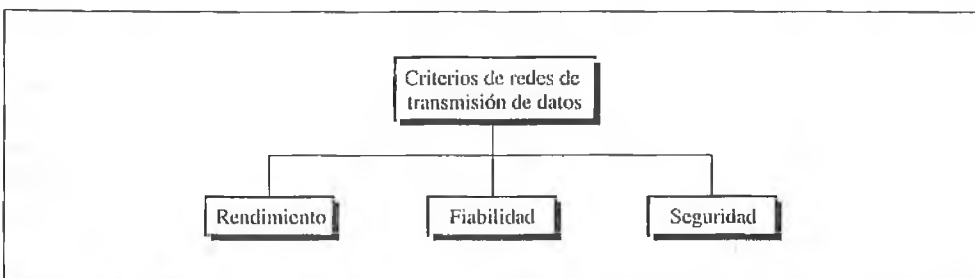 Criterios de redes de
transmisión de datos
Rendimiento
Fiabilidad
Seguridad